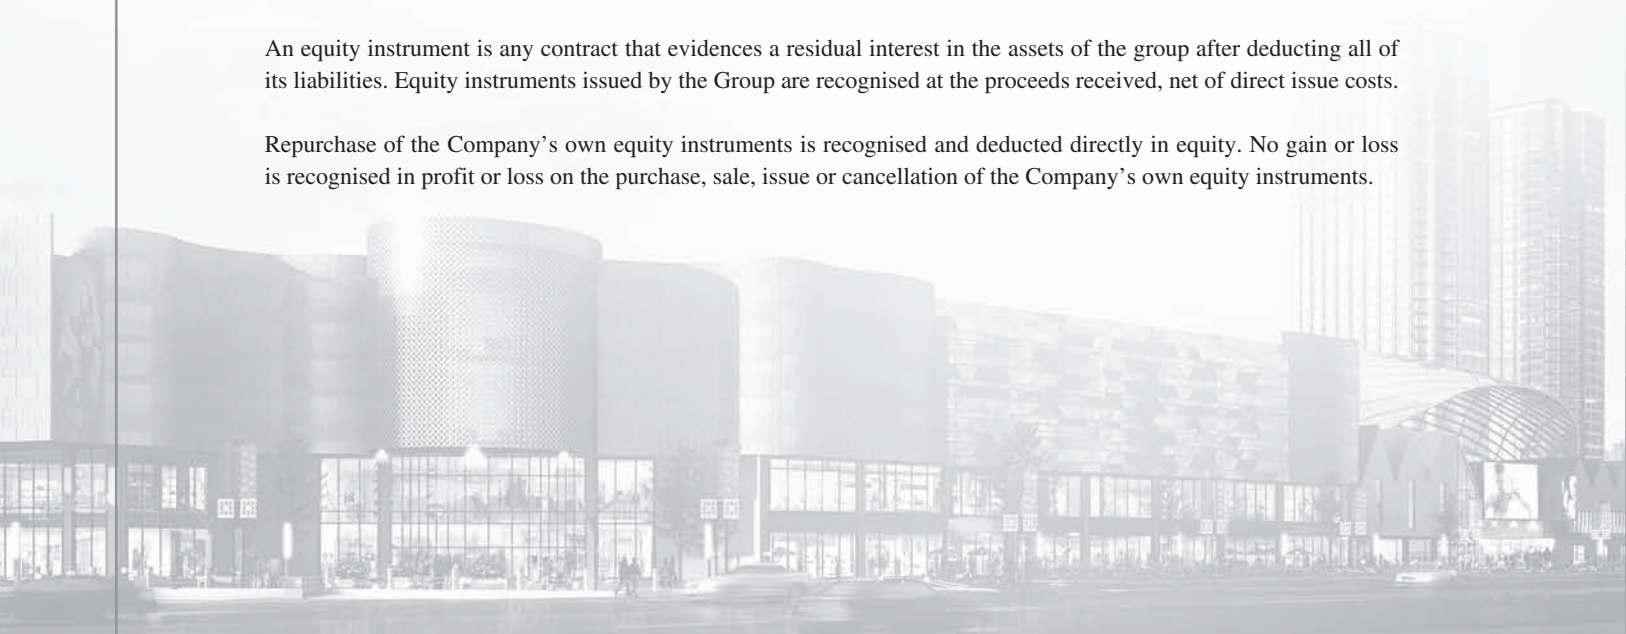 An equity instrument is any contract that evidences a residual interest in the assets of the group after deducting all of
its liabilities. Equity instruments issued by the Group are recognised at the proceeds received, net of direct issue costs.
Repurchase of the Company’s own equity instruments is recognised and deducted directly in equity. No gain or loss
is recognised in profit or loss on the purchase, sale, issue or cancellation of the Company’s own equity instruments.